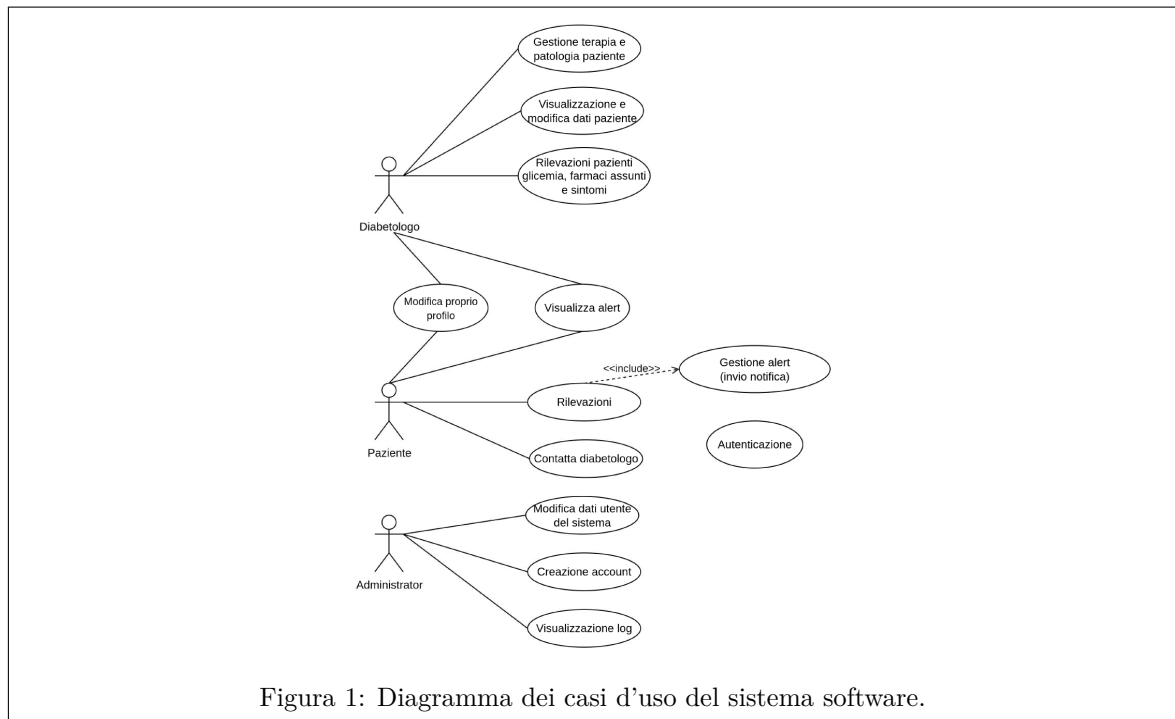 Gestione terapia e
patologia paziente
Visualizzazione e
modifica dati paziente
Rilevazioni pazienti
glicemia, farmaci assunti
e sintomi
Diabetologo
Modifica proprio
profilo
Visualizza alert
<<include>>
Gestione alert
(invio notifica)
Rilevazioni
Autenticazione
Paziente
Contatta diabetologo
Modifica dati utente
del sistema
Administrator
Creazione account
Visualizzazione log
Figura 1: Diagramma dei casi d'uso del sistema software.